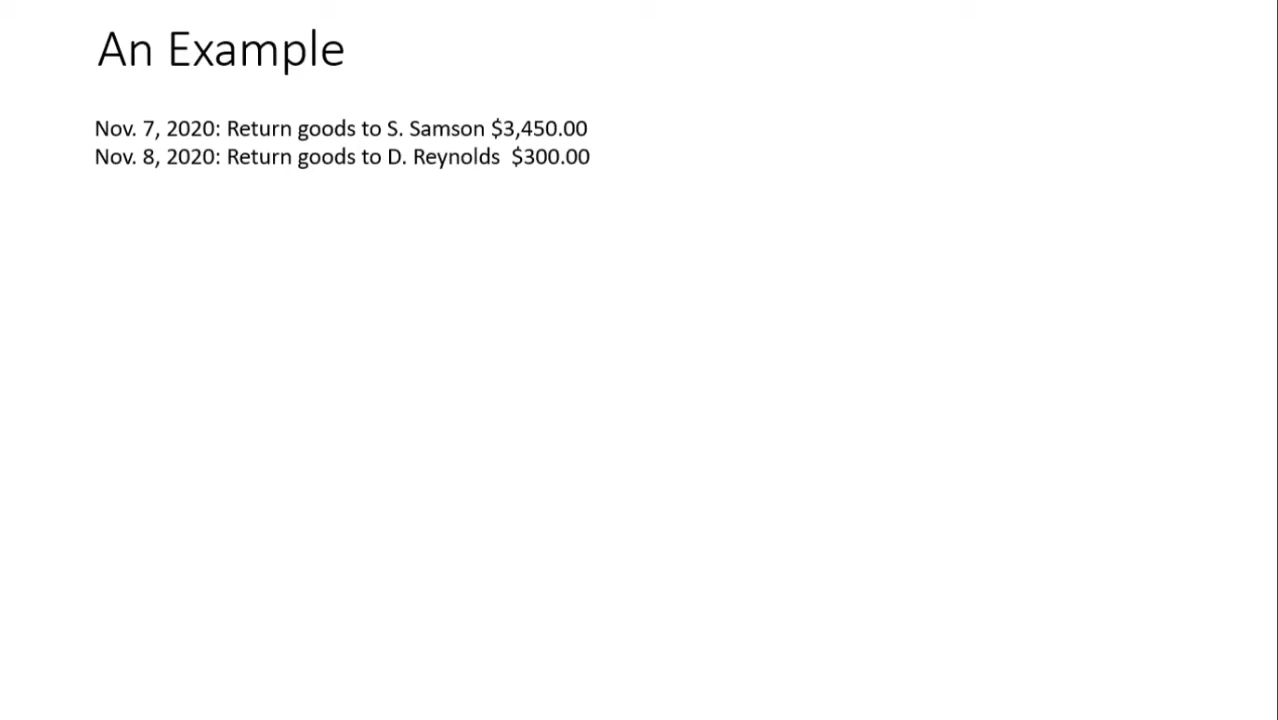 An Example
Nov. 7, 2020: Return goods to S. Samson $3,450.00
Nov. 8, 2020: Return goods to D. Reynolds  $300.00